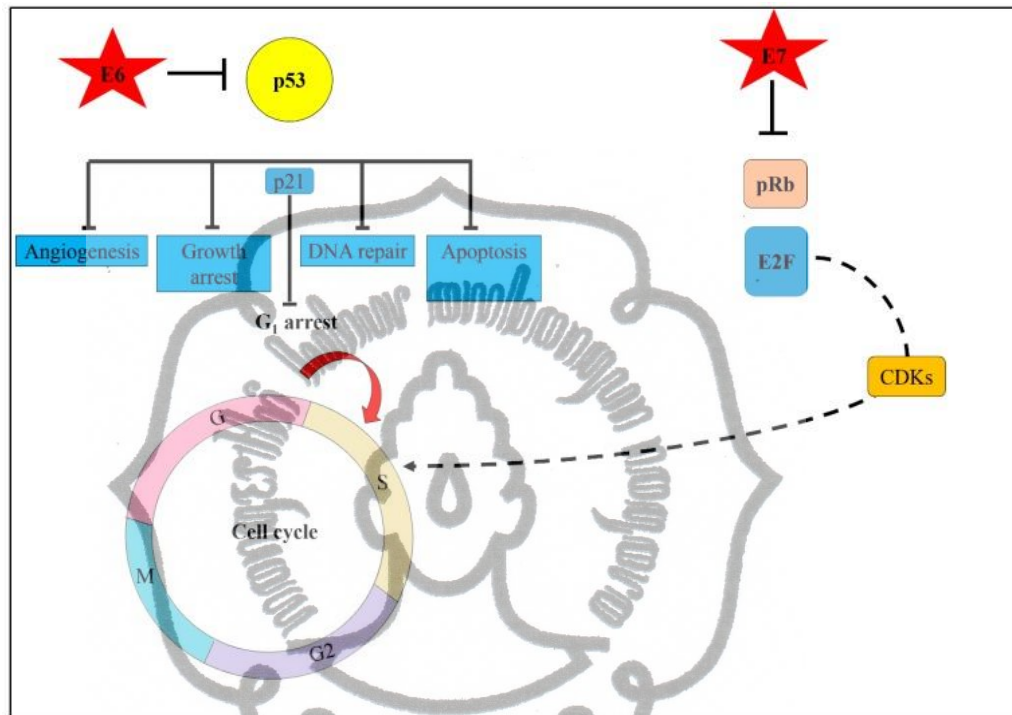 E6
p53
E7
p21
pRb
Angiogenesis
Growth
arrest
DNA repair
Apoptosis
E2F
G₁ arrest
CDKs
G
S
Cell cycle
M
G2